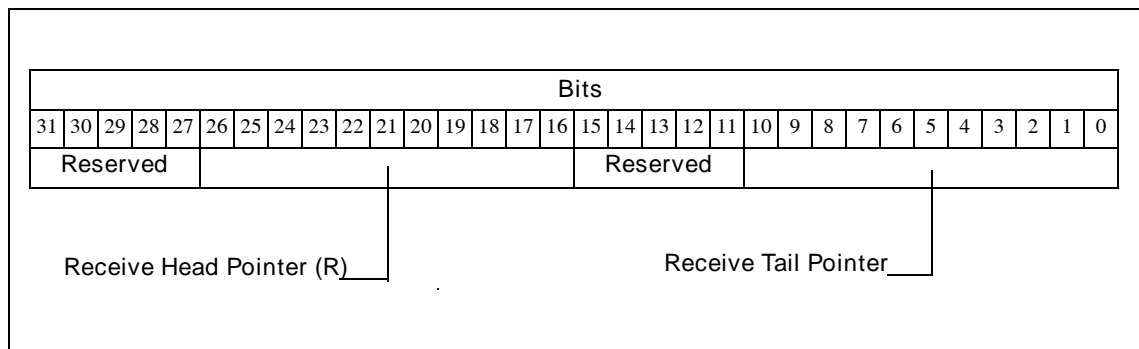 Bits
31 30 29 28 27 26 25 24 23 22 21 20 19 18 17 16 15 14 13 12 11 10 9 8 7 6 5 4 3 2 1 0
Reserved Reserved
Receive Head Pointer (R) Receive Tail Pointer